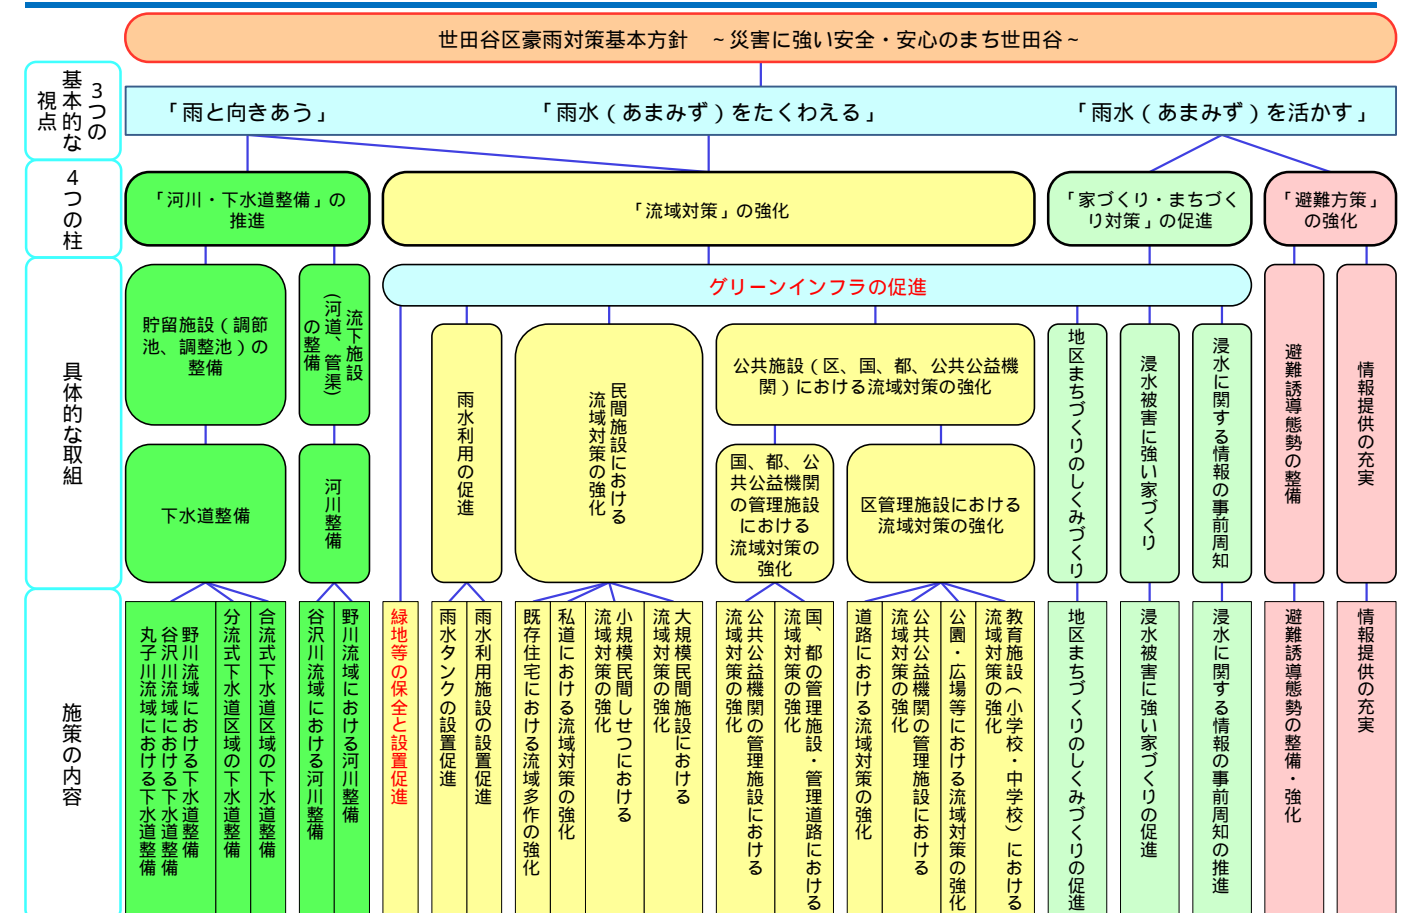 世田谷区豪雨対策基本方針　～災害に強い安全・安心のまち世田谷～
3つの
基本的な
視点
「雨と向きあう」
「雨水（あまみず）をたくわえる」
「雨水（あまみず）を活かす」
4つの柱
「河川・下水道整備」の
推進
「流域対策」の強化
「家づくり・まちづく
り対策」の促進
「避難方策」
の強化
具体的な取組
グリーンインフラの促進
貯留施設（調節
池、調整池）の
整備
流下施設
（河道、管渠）
の整備
下水道整備
河川整備
雨水利用の促進
民間施設における
流域対策の強化
公共施設（区、国、都、公共公益機
関）における流域対策の強化
国、都、公
共公益機関
の管理施設
における
流域対策の
強化
区管理施設における
流域対策の強化
地区まちづくりのしくみづくり
浸水被害に強い家づくり
浸水に関する情報の事前周知
避難誘導態勢の整備
情報提供の充実
施策の内容
野川流域における下水道整備
谷沢川流域における下水道整備
丸子川流域における下水道整備
分流式下水道区域の下水道整備
合流式下水道区域の下水道整備
谷沢川流域における河川整備
野川流域における河川整備
緑地等の保全と設置促進
雨水タンクの設置促進
雨水利用施設の設置促進
既存住宅における流域多作の強化
私道における流域対策の強化
小規模民間しせつにおける
流域対策の強化
大規模民間施設における
流域対策の強化
公共公益機関の管理施設における
流域対策の強化
国、都の管理施設・管理道路における
流域対策の強化
道路における流域対策の強化
公共公益機関の管理施設における
流域対策の強化
公園・広場等における流域対策の強化
教育施設（小学校・中学校）における
流域対策の強化
地区まちづくりのしくみづくりの促進
浸水被害に強い家づくりの促進
浸水に関する情報の事前周知の推進
避難誘導態勢の整備・強化
情報提供の充実